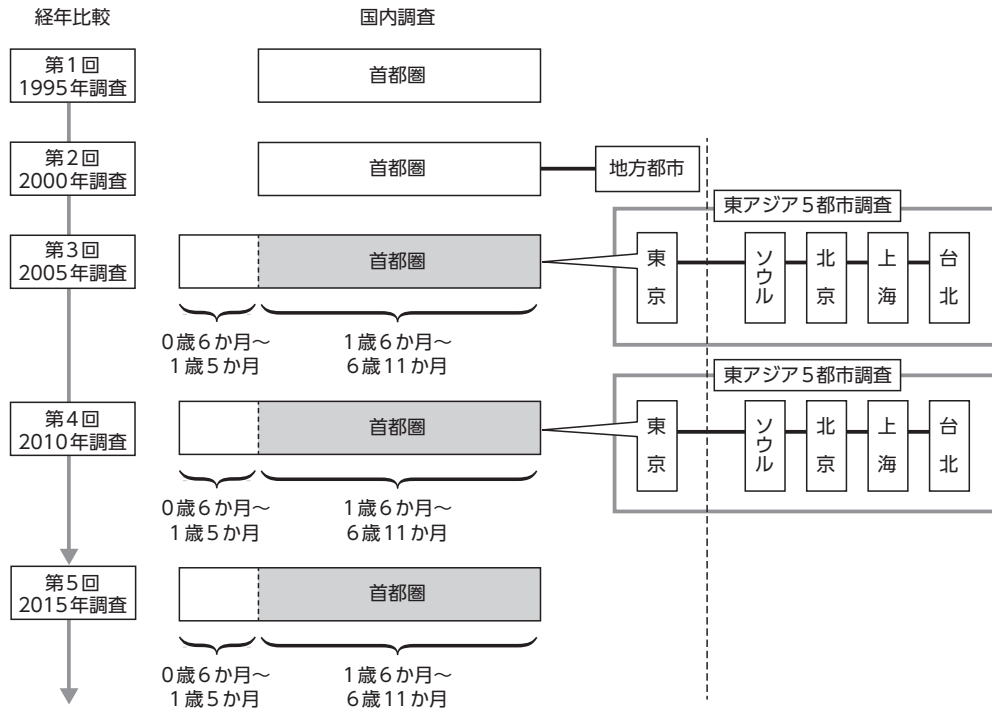 経年比較
国内調査
第1回
1995年調査
首都圏
第2回
2000年調査
首都圏
地方都市
東アジア5都市調査
第3回
2005年調査
首都圏
東京
ソウル
北京
上海
台北
0歳6か月〜
1歳5か月
1歳6か月〜
6歳11か月
東アジア5都市調査
第4回
2010年調査
首都圏
東京
ソウル
北京
上海
台北
0歳6か月〜
1歳5か月
1歳6か月〜
6歳11か月
第5回
2015年調査
首都圏
0歳6か月〜
1歳5か月
1歳6か月〜
6歳11か月